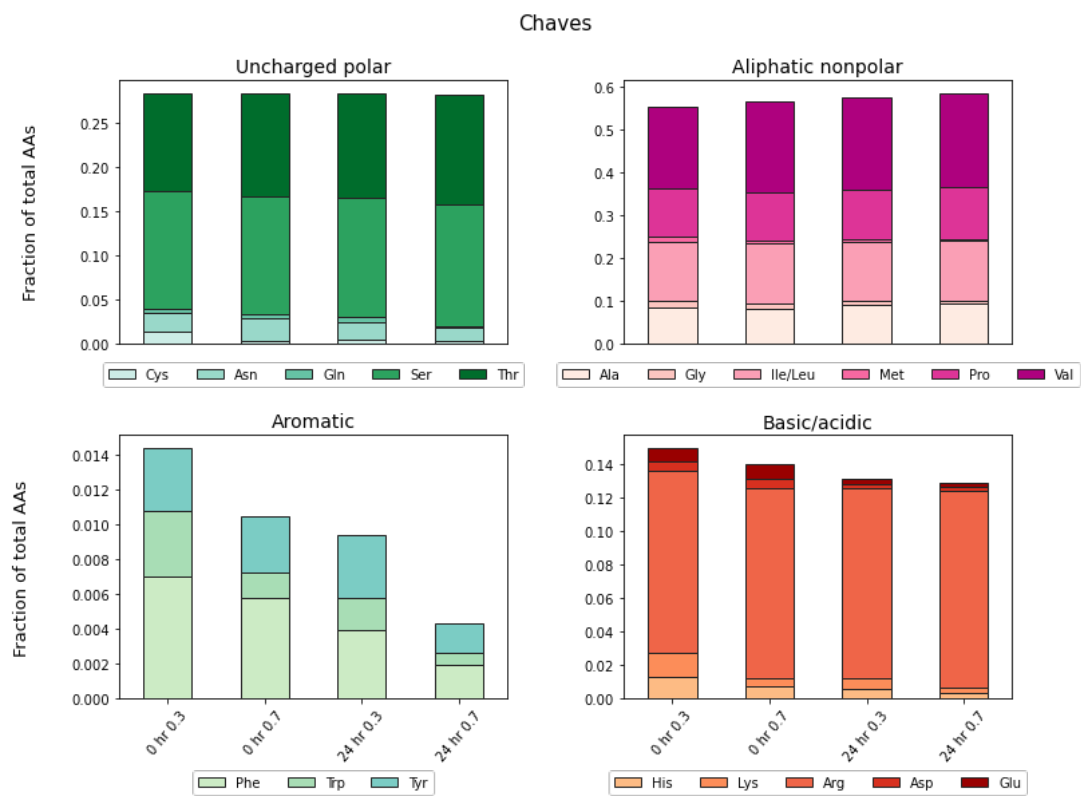 Chaves
Uncharged polar
Aliphatic nonpolar
Fraction of total AAs
0.25
0.20
0.15
0.10
0.05
0.00
0.6
0.5
0.4
0.3
0.2
0.1
0.0
Cys Asn Gln Ser Thr
Ala Gly Ile/Leu Met Pro Val
Aromatic
Basic/acidic
Fraction of total AAs
0.014
0.012
0.010
0.008
0.006
0.004
0.002
0.000
0.14
0.12
0.10
0.08
0.06
0.04
0.02
0.00
0 hr 0.3
0 hr 0.7
24 hr 0.3
24 hr 0.7
0 hr 0.3
0 hr 0.7
24 hr 0.3
24 hr 0.7
Phe Trp Tyr
His Lys Arg Asp Glu